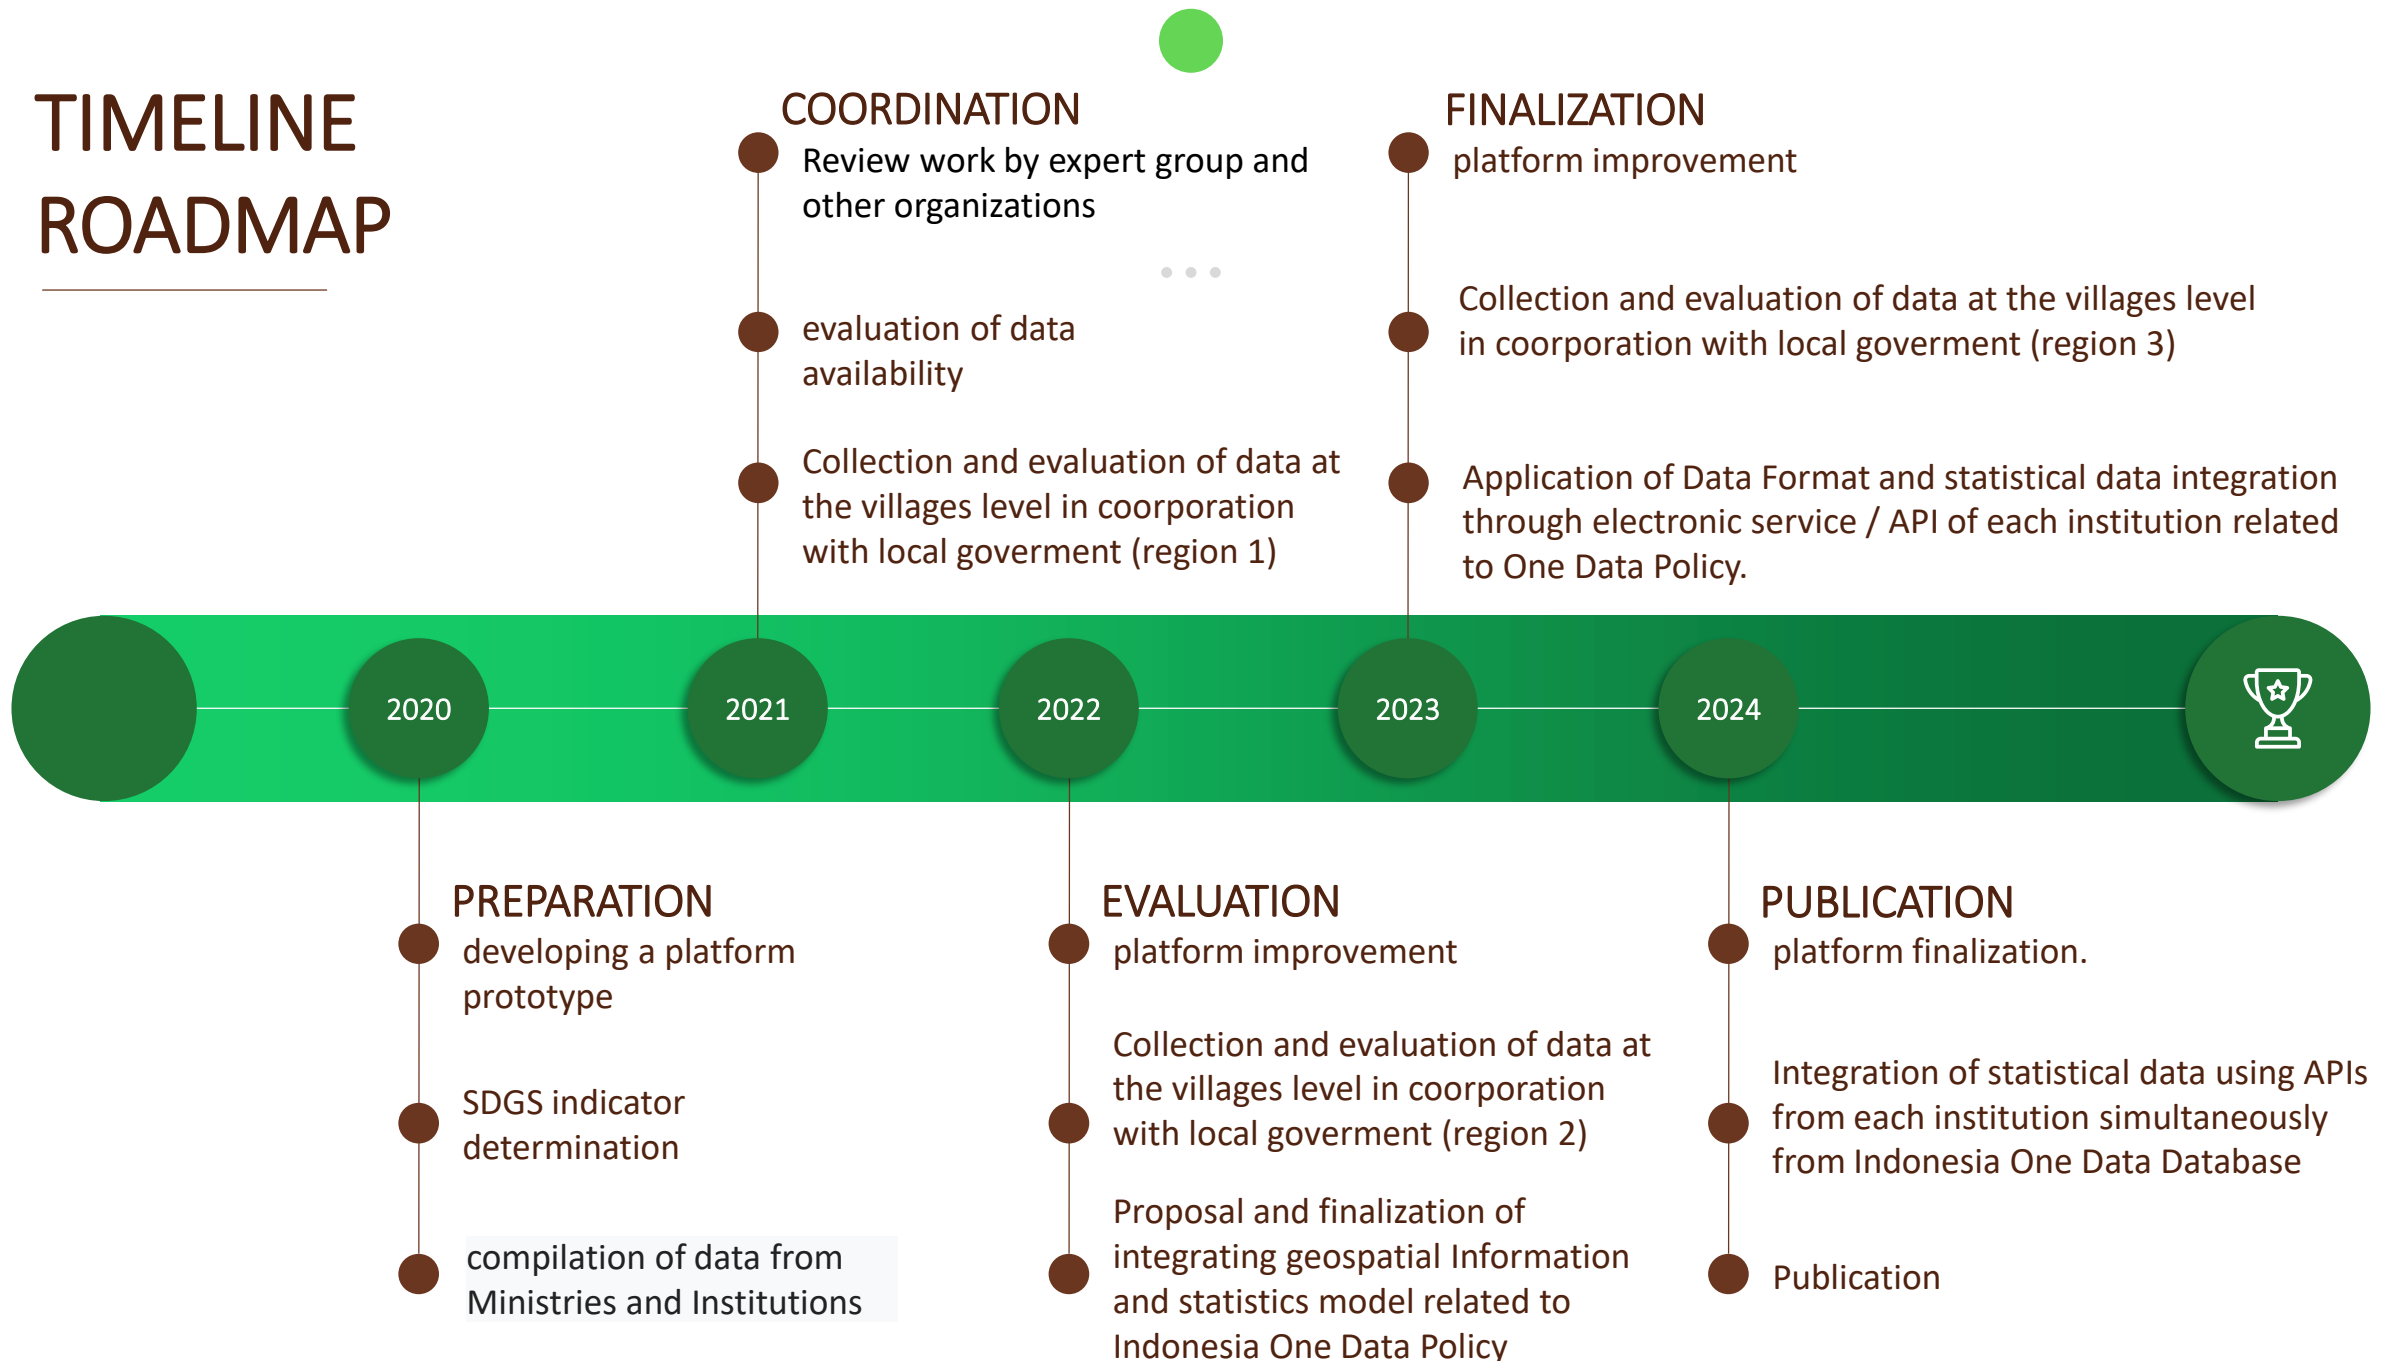 TIMELINE
ROADMAP
COORDINATION
Review work by expert group and
other organizations
evaluation of data
availability
Collection and evaluation of data at
the villages level in coorporation
with local goverment (region 1)
FINALIZATION
platform improvement
Collection and evaluation of data at the villages level
in coorporation with local goverment (region 3)
Application of Data Format and statistical data integration
through electronic service / API of each institution related
to One Data Policy.
2020
2021
2022
2023
2024
PREPARATION
developing a platform
prototype
SDGS indicator
determination
compilation of data from
Ministries and Institutions
EVALUATION
platform improvement
Collection and evaluation of data at
the villages level in coorporation
with local goverment (region 2)
Proposal and finalization of
integrating geospatial Information
and statistics model related to
Indonesia One Data Policy
PUBLICATION
platform finalization.
Integration of statistical data using APIs
from each institution simultaneously
from Indonesia One Data Database
Publication